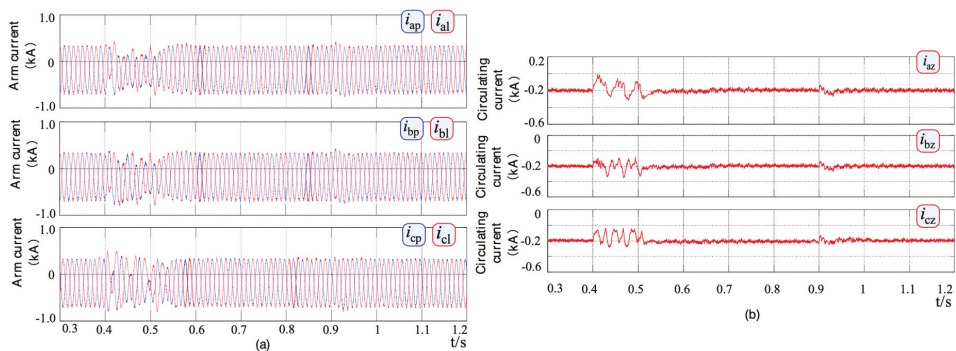 1.0
i_ap i_al
Arm current
(kA)
0
-1.0
1.0
i_bp i_bl
Arm current
(kA)
0
-1.0
1.0
i_cp i_cl
Arm current
(kA)
0
-1.0
0.3 0.4 0.5 0.6 0.7 0.8 0.9 1 1.1 1.2
t/s
(a)
0.2
i_az
Circulating
current
(kA)
-0.2
-0.6
0
i_bz
Circulating
current
(kA)
-0.2
-0.6
0
i_cz
Circulating
current
(kA)
-0.2
-0.6
0.3 0.4 0.5 0.6 0.7 0.8 0.9 1 1.1 1.2
t/s
(b)